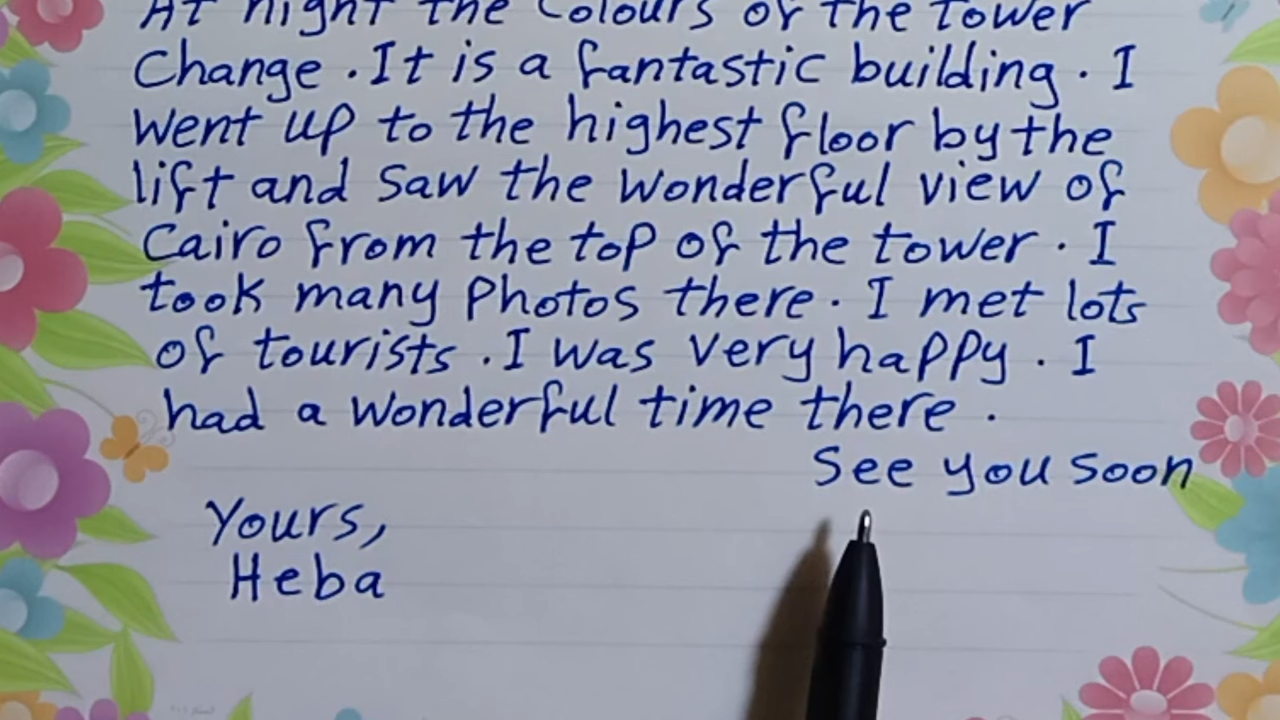 At night the Colours of the tower
Change . It is a fantastic building . I
went up to the highest floor by the
lift and saw the wonderful view of
Cairo from the top of the tower . I
took many Photos there . I met lots
of tourists . I was very happy . I
had a wonderful time there .
See you soon
Yours,
Heba